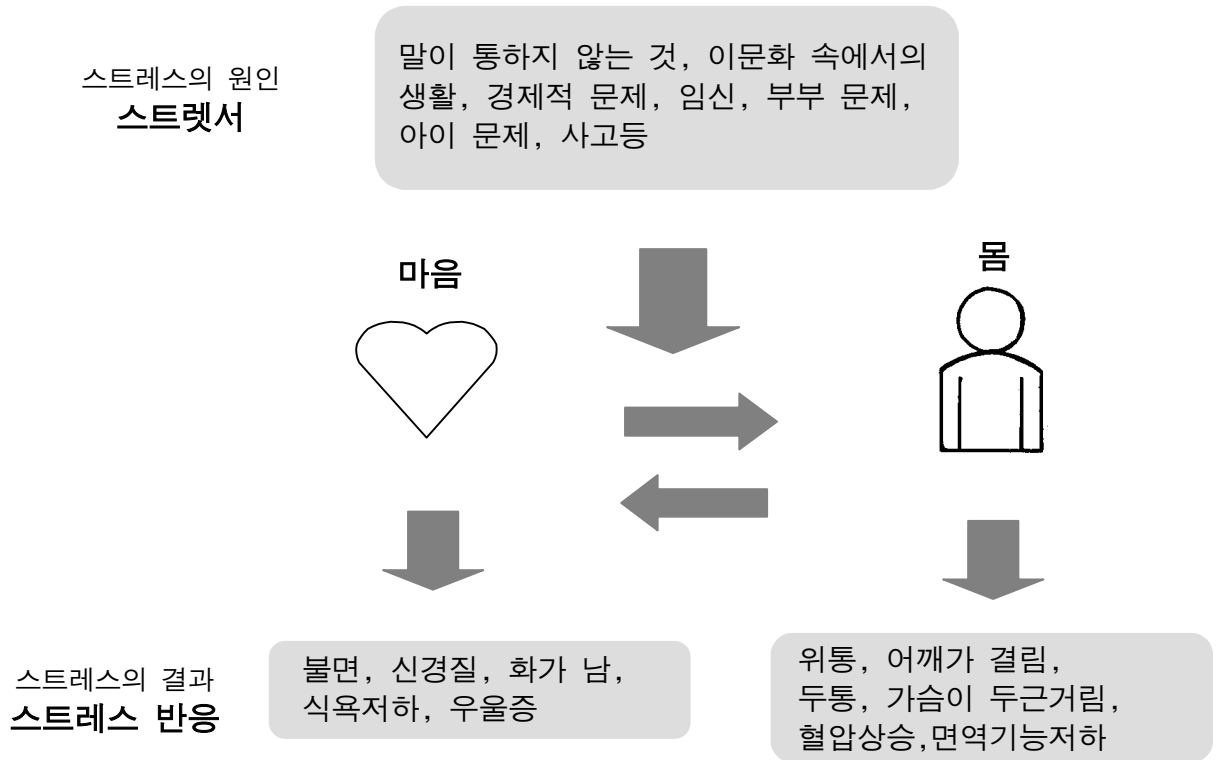 스트레스의 원인
스트렛서
말이 통하지 않는 것, 이문화 속에서의
생활, 경제적 문제, 임신, 부부 문제,
아이 문제, 사고등
마음
몸
스트레스의 결과
스트레스 반응
불면, 신경질, 화가 남,
식욕저하, 우울증
위통, 어깨가 결림,
두통, 가슴이 두근거림,
혈압상승,면역기능저하